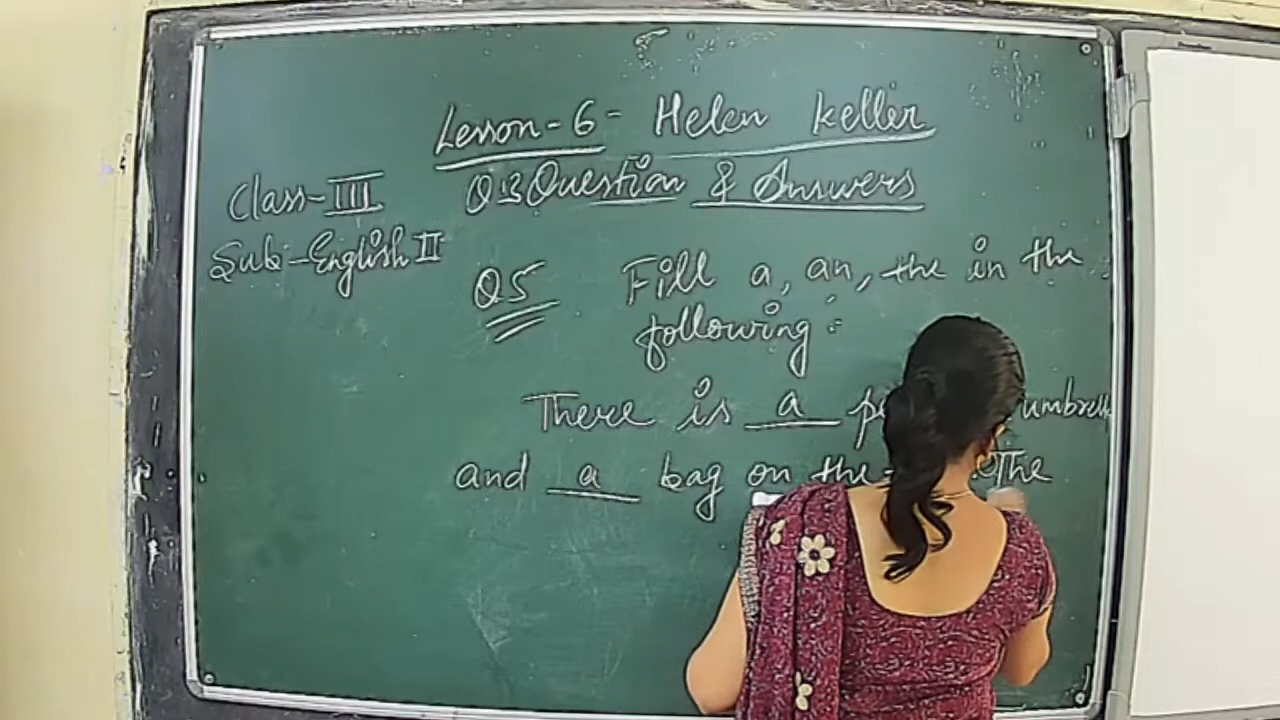 Lesson-6- Helen Keller
Question & Answers
Class-III
Sub-English II
Q5 Fill a, an, the in the
following :-
There is a
and a bag on the The